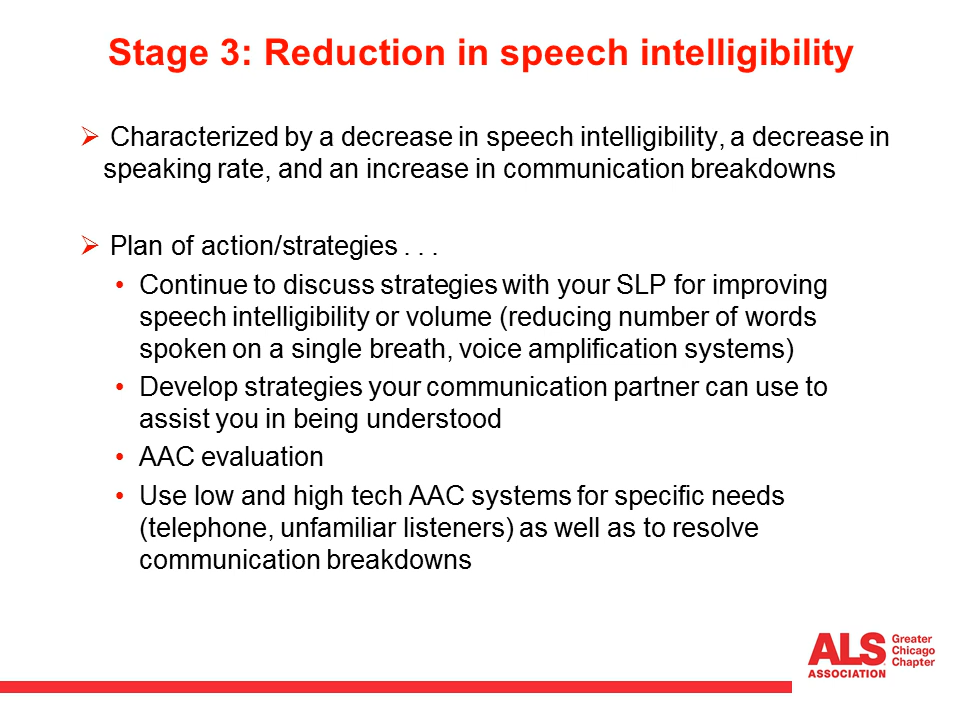 Stage 3: Reduction in speech intelligibility
➢ Characterized by a decrease in speech intelligibility, a decrease in
speaking rate, and an increase in communication breakdowns
➢ Plan of action/strategies . . .
• Continue to discuss strategies with your SLP for improving
speech intelligibility or volume (reducing number of words
spoken on a single breath, voice amplification systems)
• Develop strategies your communication partner can use to
assist you in being understood
• AAC evaluation
• Use low and high tech AAC systems for specific needs
(telephone, unfamiliar listeners) as well as to resolve
communication breakdowns
ALS
ASSOCIATION
Greater
Chicago
Chapter